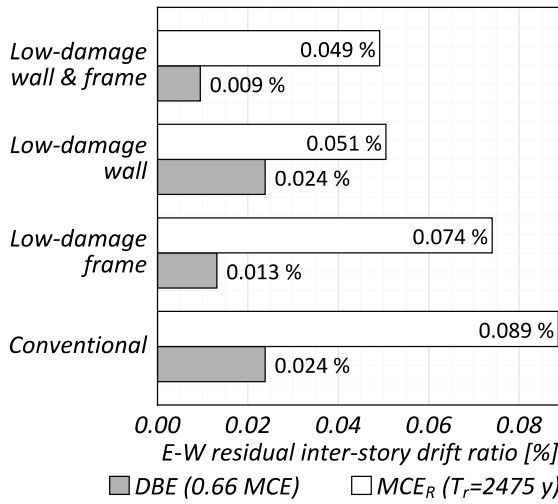 Low-damage
wall & frame
0.049 %
0.009 %
Low-damage
wall
0.051 %
0.024 %
Low-damage
frame
0.074 %
0.013 %
Conventional
0.089 %
0.024 %
0.00 0.02 0.04 0.06 0.08
E-W residual inter-story drift ratio [%]
DBE (0.66 MCE) MCE_R (T_r=2475 y)